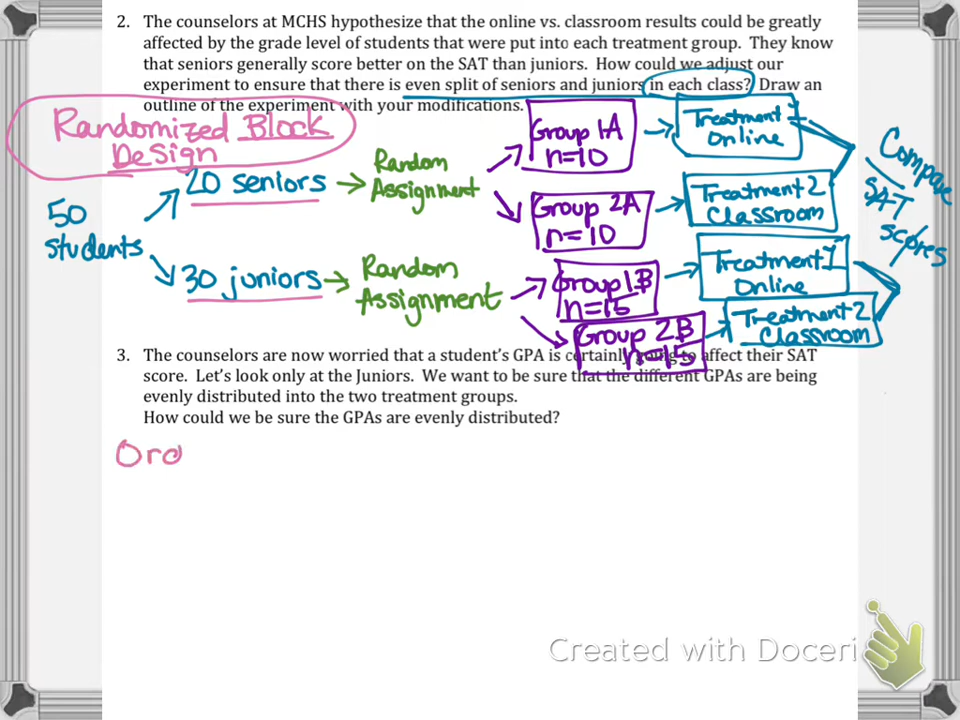 2. The counselors at MCHS hypothesize that the online vs. classroom results could be greatly
affected by the grade level of students that were put into each treatment group. They know
that seniors generally score better on the SAT than juniors. How could we adjust our
experiment to ensure that there is even split of seniors and juniors in each class? Draw an
outline of the experiment with your modifications.
Randomized Block
Design
50
students
20 seniors
Random
Assignment
Group 1A
n=10
Treatment 1
Online
Group 2A
n=10
Treatment 2
Classroom
30 juniors
Random
Assignment
Group 1B
n=15
Treatment 1
Online
Group 2B
n=15
Treatment 2
Classroom
Compare
SAT
scores
3. The counselors are now worried that a student's GPA is certainly going to affect their SAT
score. Let's look only at the Juniors. We want to be sure that the different GPAs are being
evenly distributed into the two treatment groups.
How could we be sure the GPAs are evenly distributed?
Ord
Created with Doceri